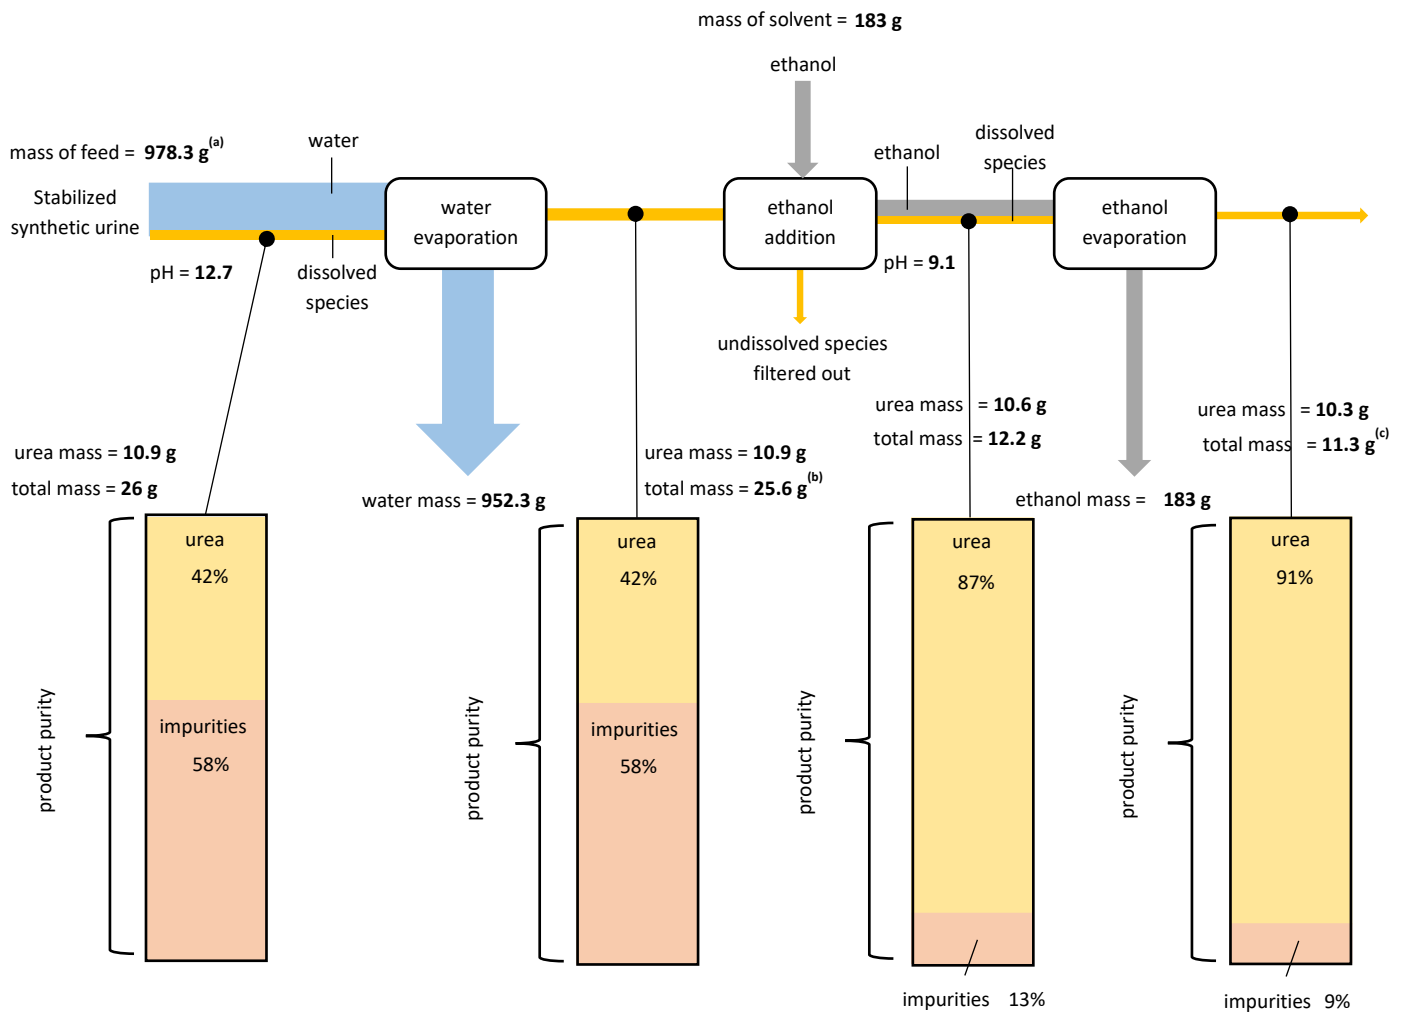 mass of solvent = 183 g
ethanol
mass of feed = 978.3 g(a)
water
Stabilized
synthetic urine
pH = 12.7
dissolved
species
water
evaporation
ethanol
addition
ethanol
dissolved
species
pH = 9.1
ethanol
evaporation
undissolved species
filtered out
urea mass = 10.9 g
total mass = 26 g
water mass = 952.3 g
urea mass = 10.9 g
total mass = 25.6 g(b)
urea mass = 10.6 g
total mass = 12.2 g
ethanol mass = 183 g
urea mass = 10.3 g
total mass = 11.3 g(c)
product purity
urea
42%
impurities
58%
product purity
urea
42%
impurities
58%
product purity
urea
87%
impurities 13%
product purity
urea
91%
impurities 9%